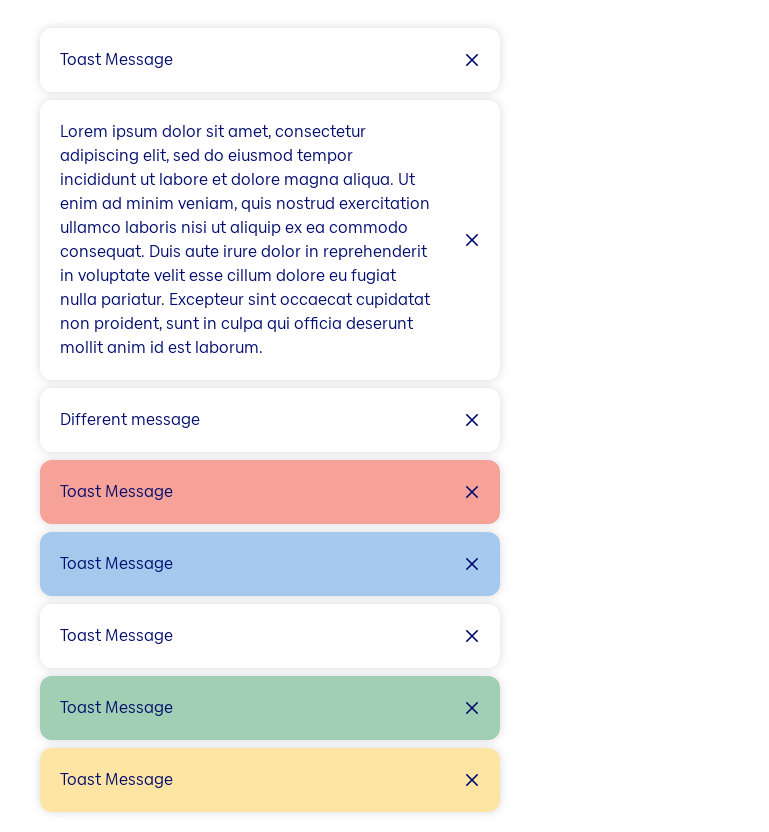 Toast Message
Lorem ipsum dolor sit amet, consectetur
adipiscing elit, sed do eiusmod tempor
incididunt ut labore et dolore magna aliqua. Ut
enim ad minim veniam, quis nostrud exercitation
ullamco laboris nisi ut aliquip ex ea commodo
consequat. Duis aute irure dolor in reprehenderit
in voluptate velit esse cillum dolore eu fugiat
nulla pariatur. Excepteur sint occaecat cupidatat
non proident, sunt in culpa qui officia deserunt
mollit anim id est laborum.
Different message
Toast Message
Toast Message
Toast Message
Toast Message
Toast Message